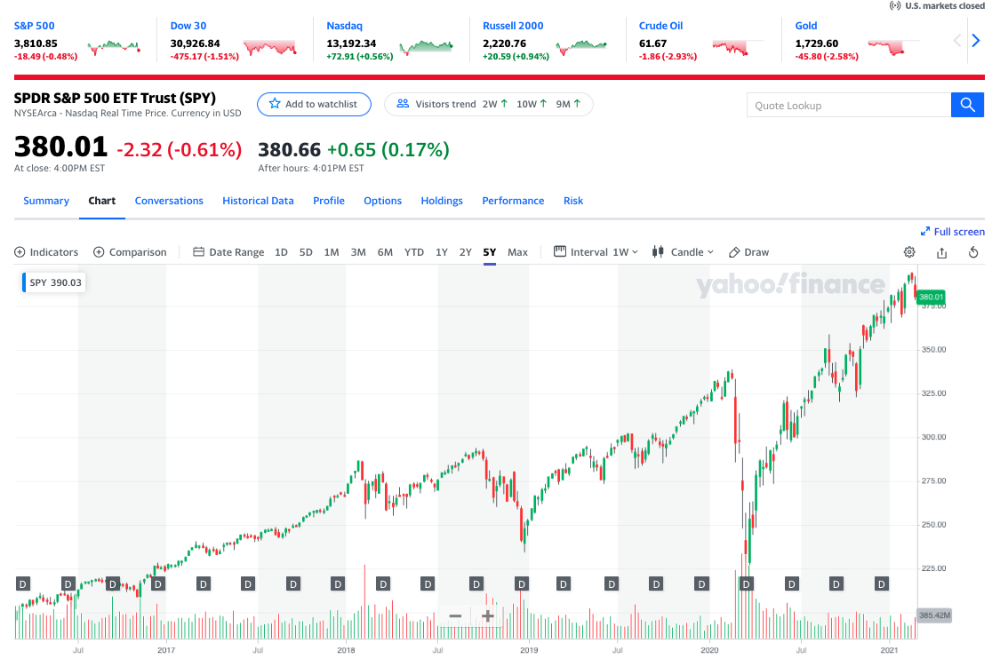 U.S. markets closed
S&P 500
3,810.85
-18.49 (-0.48%)
Dow 30
30,926.84
-475.17 (-1.51%)
Nasdaq
13,192.34
+72.91 (+0.56%)
Russell 2000
2,220.76
+20.59 (+0.94%)
Crude Oil
61.67
-1.86 (-2.93%)
Gold
1,729.60
-45.80 (-2.58%)
SPDR S&P 500 ETF Trust (SPY)
NYSEArca - Nasdaq Real Time Price. Currency in USD
Add to watchlist
Visitors trend 2W ↑ 10W ↑ 9M ↑
Quote Lookup
380.01 -2.32 (-0.61%)
At close: 4:00PM EST
380.66 +0.65 (0.17%)
After hours: 4:01PM EST
Summary Chart Conversations Historical Data Profile Options Holdings Performance Risk
Full screen
Indicators Comparison Date Range 1D 5D 1M 3M 6M YTD 1Y 2Y 5Y Max Interval 1W Candle Draw
SPY 390.03
yahoo!finance
380.01
375.00
350.00
325.00
300.00
275.00
250.00
225.00
D D D D D D D D D D D D D D D D D D D D
385.42M
Jul 2017 Jul 2018 Jul 2019 Jul 2020 Jul 2021